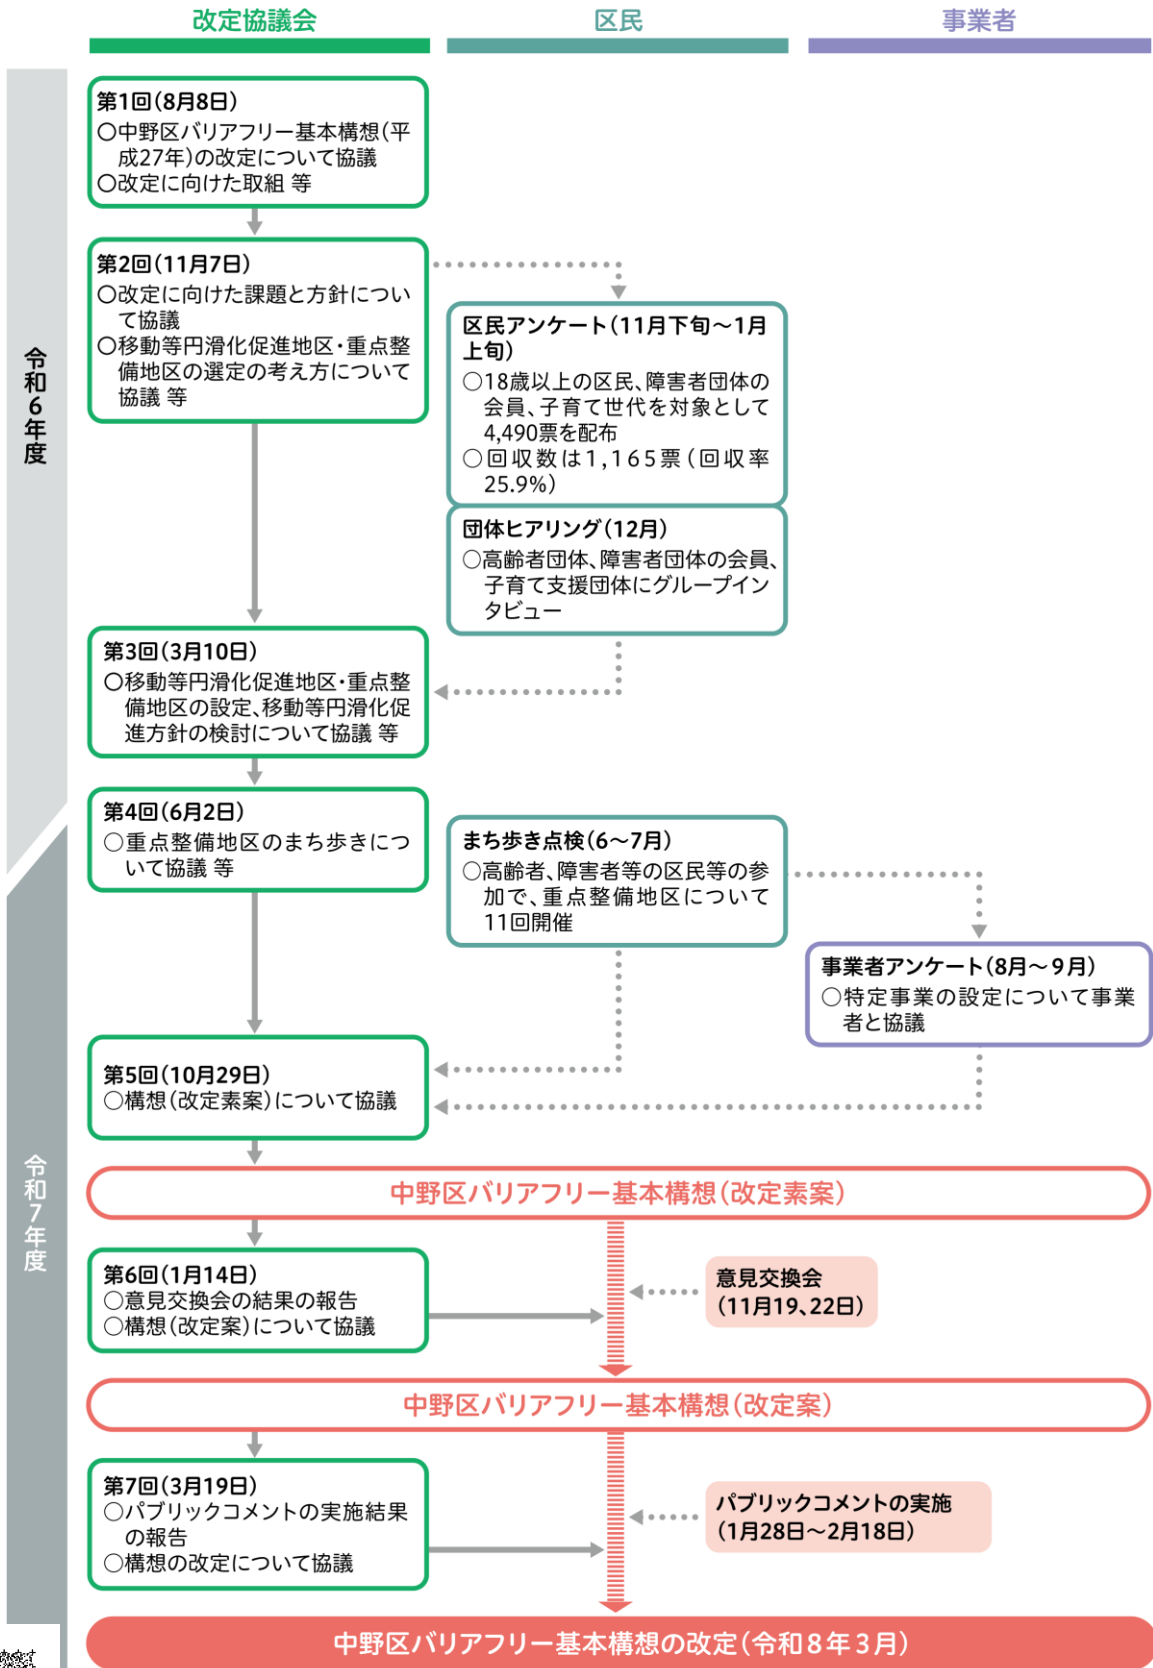 改定協議会
区民
事業者
令和6年度
第1回(8月8日)
〇中野区バリアフリー基本構想(平
成27年)の改定について協議
〇改定に向けた取組 等
第2回(11月7日)
〇改定に向けた課題と方針につい
て協議
〇移動等円滑化促進地区・重点整
備地区の選定の考え方について
協議 等
区民アンケート(11月下旬～1月
上旬)
〇18歳以上の区民、障害者団体の
会員、子育て世代を対象として
4,490票を配布
〇回収数は1,165票(回収率
25.9%)
団体ヒアリング(12月)
〇高齢者団体、障害者団体の会員、
子育て支援団体にグループイン
タビュー
第3回(3月10日)
〇移動等円滑化促進地区・重点整
備地区の設定、移動等円滑化促
進方針の検討について協議 等
令和7年度
第4回(6月2日)
〇重点整備地区のまち歩きにつ
いて協議 等
まち歩き点検(6～7月)
〇高齢者、障害者等の区民等の参
加で、重点整備地区について
11回開催
事業者アンケート(8月～9月)
〇特定事業の設定について事業
者と協議
第5回(10月29日)
〇構想(改定素案)について協議
中野区バリアフリー基本構想(改定素案)
第6回(1月14日)
〇意見交換会の結果の報告
〇構想(改定案)について協議
意見交換会
(11月19、22日)
中野区バリアフリー基本構想(改定案)
第7回(3月19日)
〇パブリックコメントの実施結果
の報告
〇構想の改定について協議
パブリックコメントの実施
(1月28日～2月18日)
中野区バリアフリー基本構想の改定(令和8年3月)